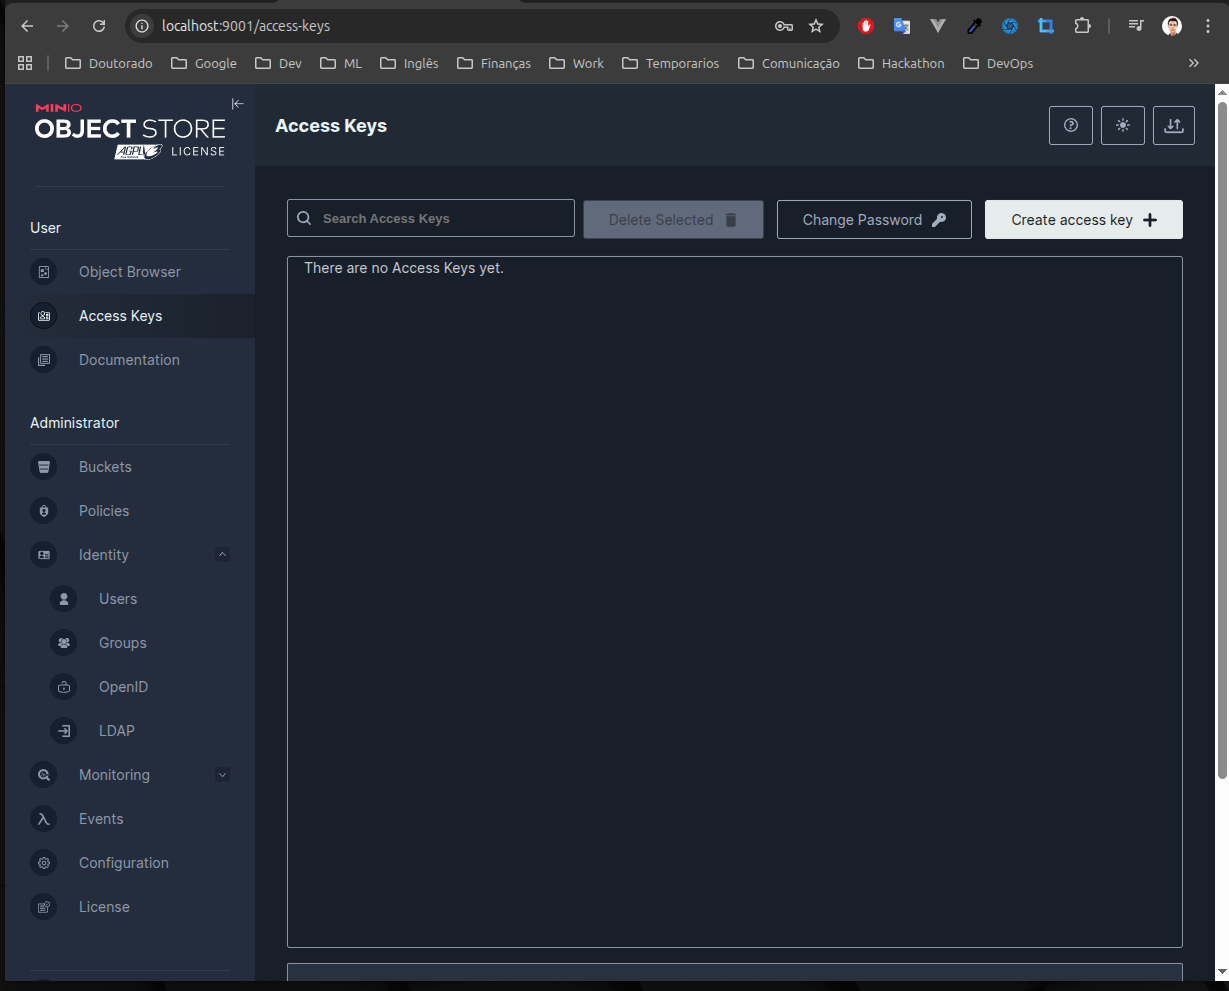 localhost:9001/access-keys
Doutorado Google Dev ML Inglês Finanças Work Temporarios Comunicação Hackathon DevOps
MINIO
OBJECT STORE
AGPL LICENSE
Access Keys
User
Object Browser
Access Keys
Documentation
Administrator
Buckets
Policies
Identity
Users
Groups
OpenID
LDAP
Monitoring
Events
Configuration
License
Search Access Keys
Delete Selected
Change Password
Create access key
There are no Access Keys yet.